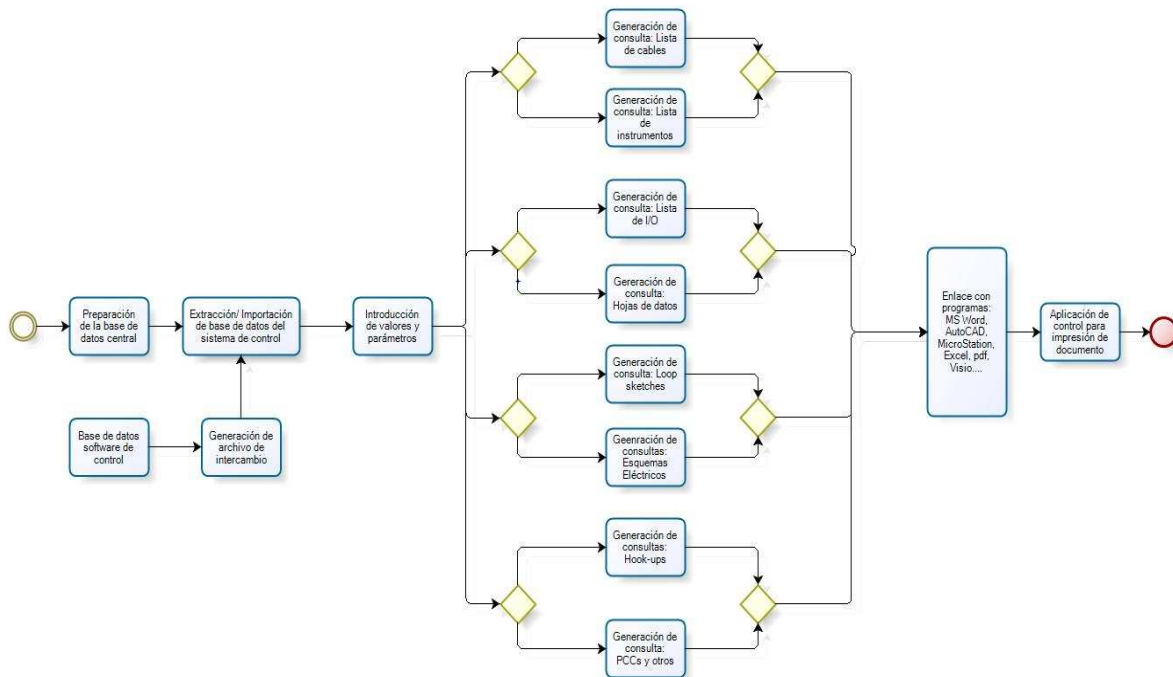 Preparación
de la base de
datos central
Extracción/ Importación
de base de datos del
sistema de control
Introducción
de valores y
parámetros
Base de datos
software de
control
Generación de
archivo de
intercambio
Generación de
consulta: Lista
de cables
Generación de
consulta: Lista
de
instrumentos
Generación de
consulta: Lista
de I/O
Gereración de
consulta:
Hojas de datos
Generación de
consulta: Loop
sketches
Geenración de
consultas:
Esquemas
Eléctricos
Generación de
consultas:
Hook-ups
Generación de
consulta:
PCCs y otros
Enlace con
programas:
MS Word,
AutoCAD,
MicroStation,
Excel, pdf,
Visio....
Aplicación de
control para
impresión de
documento